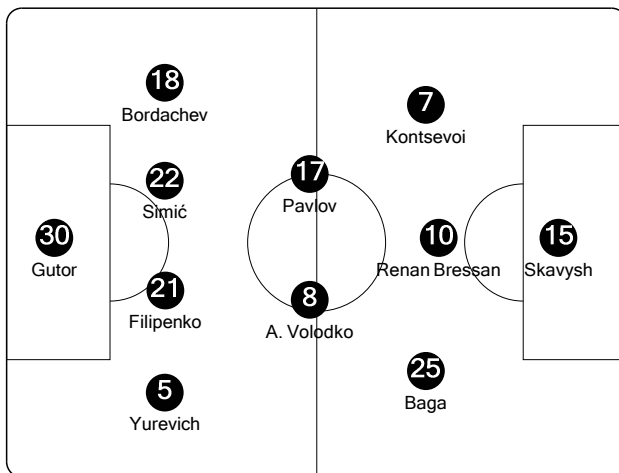 18
Bordachev
7
Kontsevoi
22
Simić
17
Pavlov
30
Gutor
10
Renan Bressan
15
Skavysh
21
Filipenko
8
A. Volodko
25
Baga
5
Yurevich